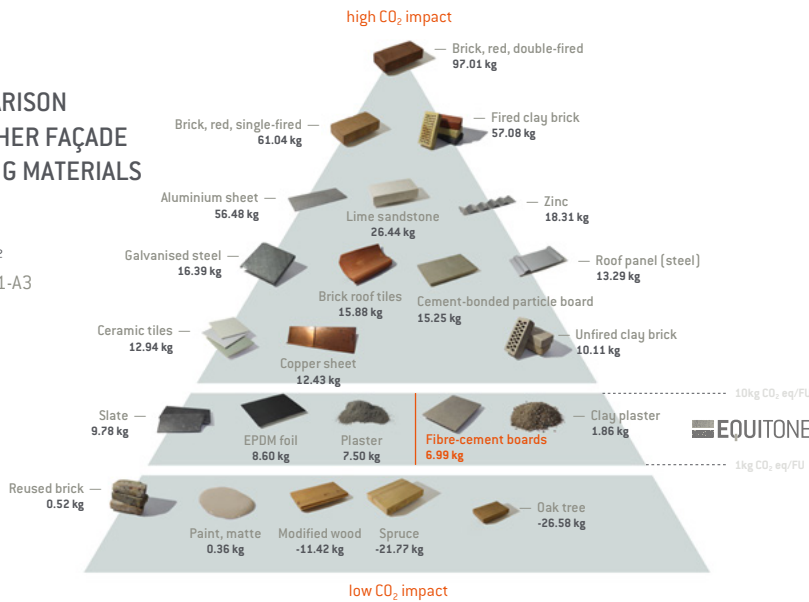 high CO₂ impact
Brick, red, double-fired
97.01 kg
ARISON
HER FAÇADE
G MATERIALS
Brick, red, single-fired
61.04 kg
Fired clay brick
57.08 kg
Aluminium sheet
56.48 kg
Lime sandstone
26.44 kg
Zinc
18.31 kg
2
1-A3
Galvanised steel
16.39 kg
Brick roof tiles
15.88 kg
Cement-bonded particle board
15.25 kg
Roof panel (steel)
13.29 kg
Ceramic tiles
12.94 kg
Copper sheet
12.43 kg
Unfired clay brick
10.11 kg
10kg CO₂ eq/FU
Slate
9.78 kg
EPDM foil
8.60 kg
Plaster
7.50 kg
Fibre-cement boards
6.99 kg
Clay plaster
1.86 kg
EQUITONE
1kg CO₂ eq/FU
Reused brick
0.52 kg
Paint, matte
0.36 kg
Modified wood
-11.42 kg
Spruce
-21.77 kg
Oak tree
-26.58 kg
low CO₂ impact